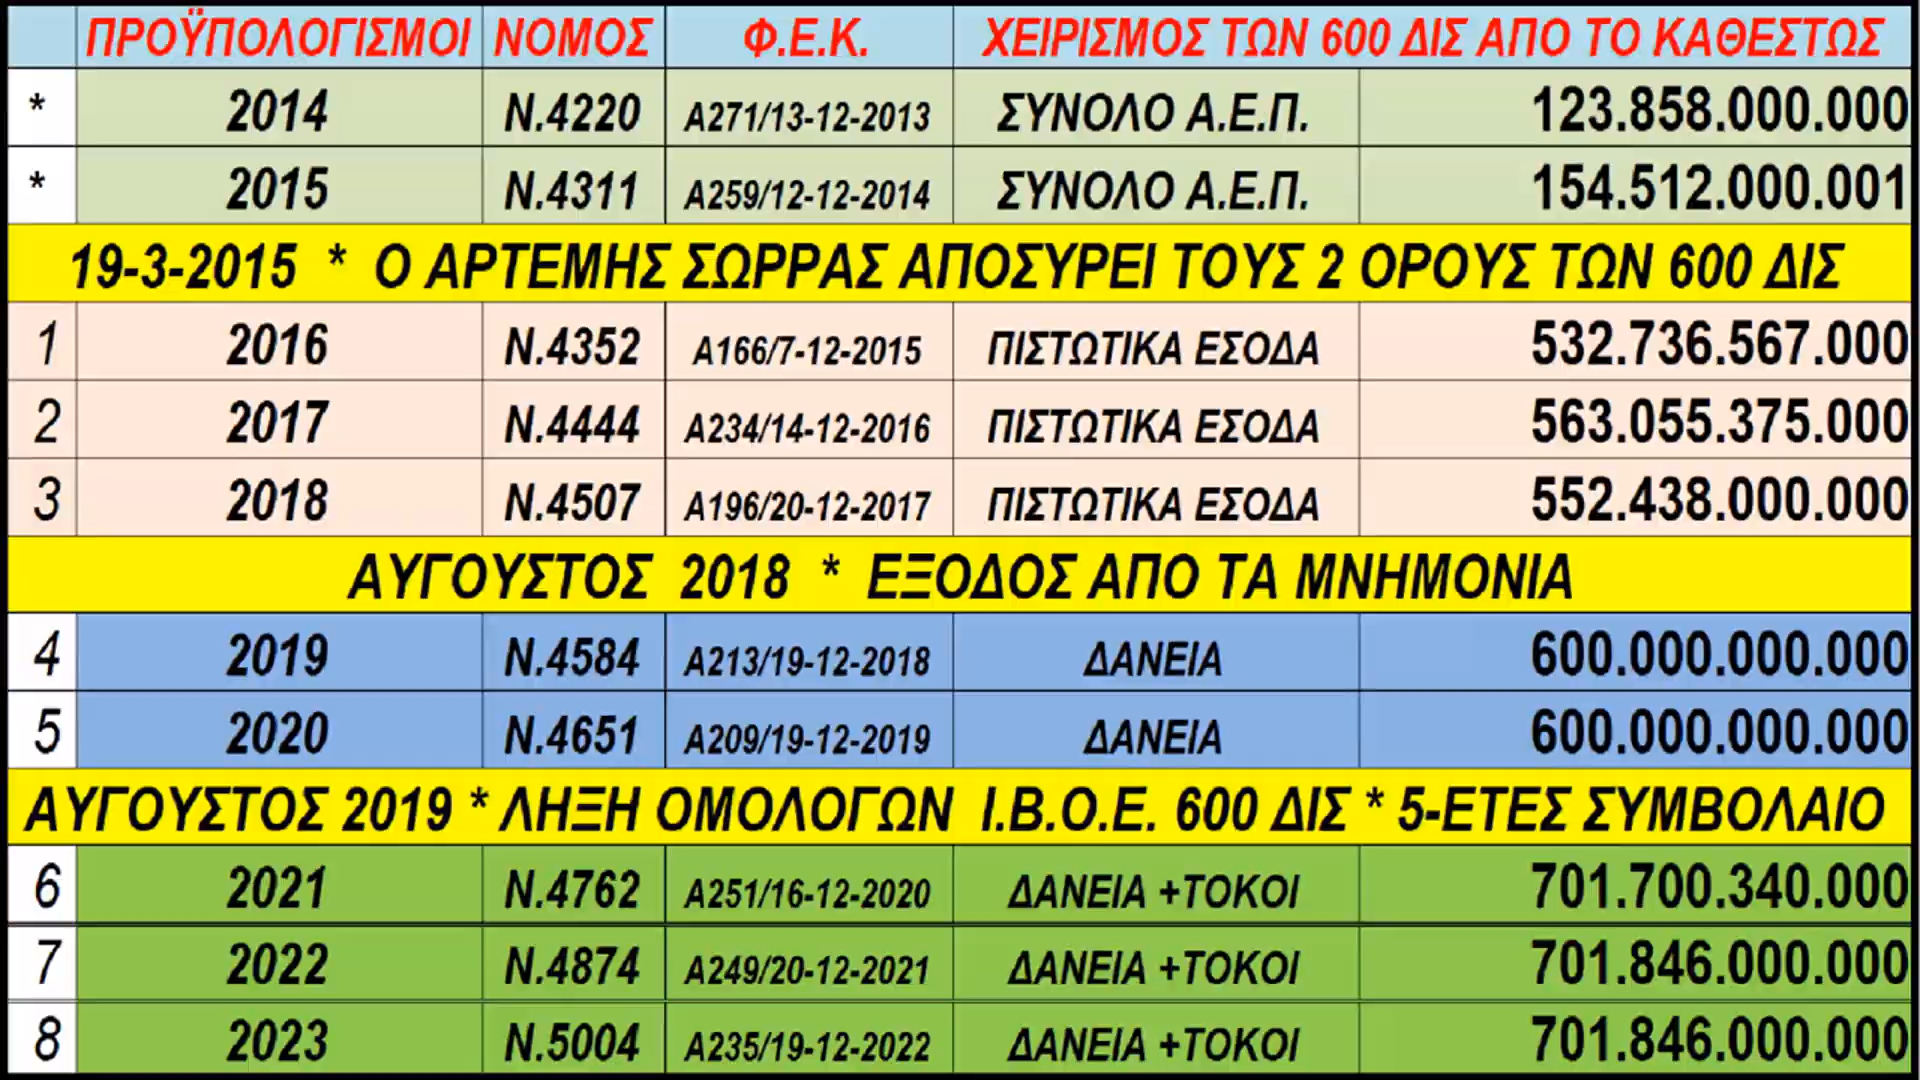 ΠΡΟΫΠΟΛΟΓΙΣΜΟΙ ΝΟΜΟΣ Φ.Ε.Κ. ΧΕΙΡΙΣΜΟΣ ΤΩΝ 600 ΔΙΣ ΑΠΟ ΤΟ ΚΑΘΕΣΤΩΣ
* 2014 Ν.4220 Α271/13-12-2013 ΣΥΝΟΛΟ Α.Ε.Π. 123.858.000.000
* 2015 Ν.4311 Α259/12-12-2014 ΣΥΝΟΛΟ Α.Ε.Π. 154.512.000.001
19-3-2015 * Ο ΑΡΤΕΜΗΣ ΣΩΡΡΑΣ ΑΠΟΣΥΡΕΙ ΤΟΥΣ 2 ΟΡΟΥΣ ΤΩΝ 600 ΔΙΣ
1 2016 Ν.4352 Α166/7-12-2015 ΠΙΣΤΩΤΙΚΑ ΕΣΟΔΑ 532.736.567.000
2 2017 Ν.4444 Α234/14-12-2016 ΠΙΣΤΩΤΙΚΑ ΕΣΟΔΑ 563.055.375.000
3 2018 Ν.4507 Α196/20-12-2017 ΠΙΣΤΩΤΙΚΑ ΕΣΟΔΑ 552.438.000.000
ΑΥΓΟΥΣΤΟΣ 2018 * ΕΞΟΔΟΣ ΑΠΟ ΤΑ ΜΝΗΜΟΝΙΑ
4 2019 Ν.4584 Α213/19-12-2018 ΔΑΝΕΙΑ 600.000.000.000
5 2020 Ν.4651 Α209/19-12-2019 ΔΑΝΕΙΑ 600.000.000.000
ΑΥΓΟΥΣΤΟΣ 2019 * ΛΗΞΗ ΟΜΟΛΟΓΩΝ Ι.Β.Ο.Ε. 600 ΔΙΣ * 5-ΕΤΕΣ ΣΥΜΒΟΛΑΙΟ
6 2021 Ν.4762 Α251/16-12-2020 ΔΑΝΕΙΑ +ΤΟΚΟΙ 701.700.340.000
7 2022 Ν.4874 Α249/20-12-2021 ΔΑΝΕΙΑ +ΤΟΚΟΙ 701.846.000.000
8 2023 Ν.5004 Α235/19-12-2022 ΔΑΝΕΙΑ +ΤΟΚΟΙ 701.846.000.000